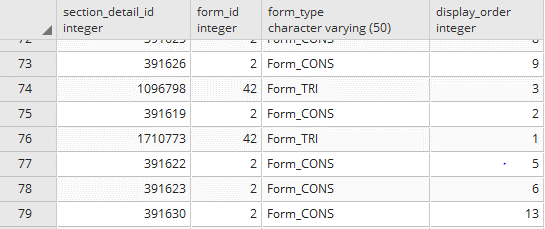 section_detail_id form_id form_type display_order
integer integer character varying (50) integer
73 391626 2 Form_CONS 9
74 1096798 42 Form_TRI 3
75 391619 2 Form_CONS 2
76 1710773 42 Form_TRI 1
77 391622 2 Form_CONS 5
78 391623 2 Form_CONS 6
79 391630 2 Form_CONS 13